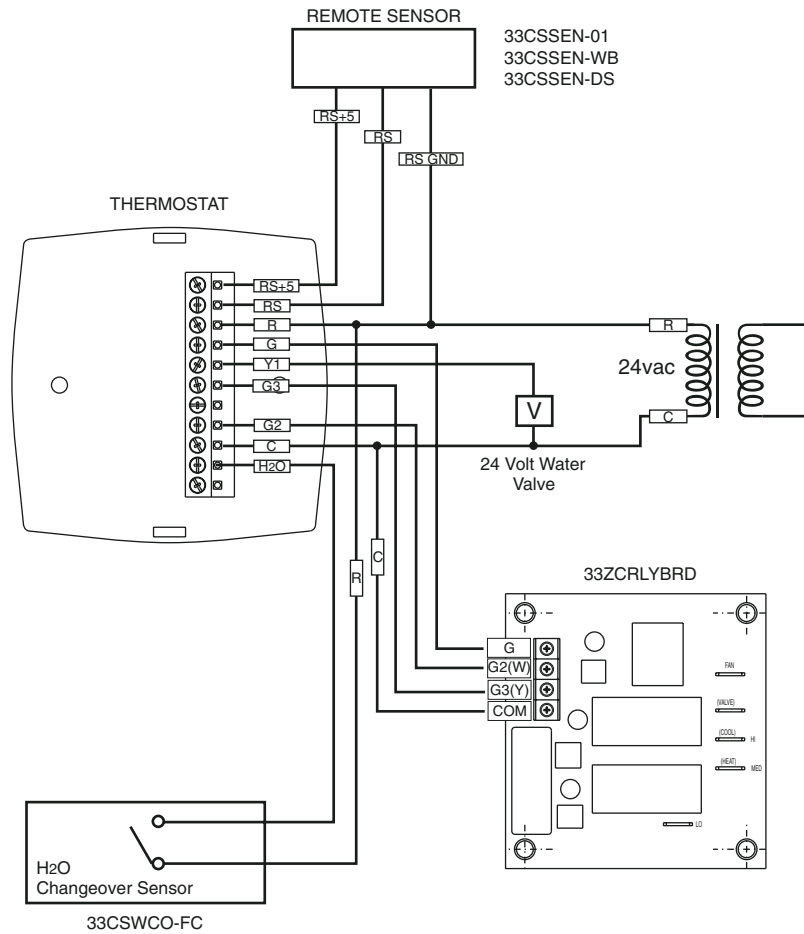 REMOTE SENSOR
33CSSEN-01
33CSSEN-WB
33CSSEN-DS
RS+5
RS
RS GND
THERMOSTAT
RS+5
RS
R
G
Y1
G3
G2
C
H2O
R
24vac
C
V
24 Volt Water
Valve
C
R
33ZCRLYBRD
G
G2(W)
G3(Y)
COM
FAN
(VALVE)
(COOL)
HI
(HEAT)
MED
LO
H2O
Changeover Sensor
33CSWCO-FC